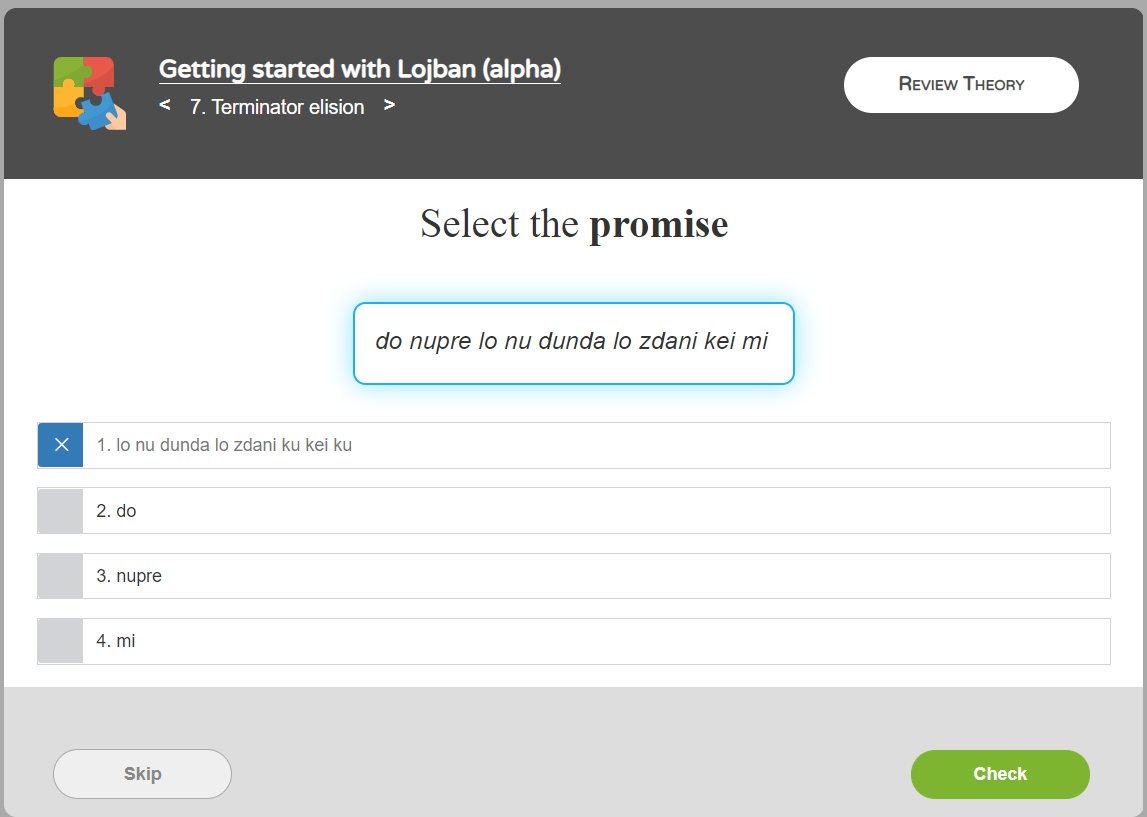 Getting started with Lojban (alpha)
< 7. Terminator elision >
Review Theory
Select the promise
do nupre lo nu dunda lo zdani kei mi
1. lo nu dunda lo zdani ku kei ku
2. do
3. nupre
4. mi
Skip
Check